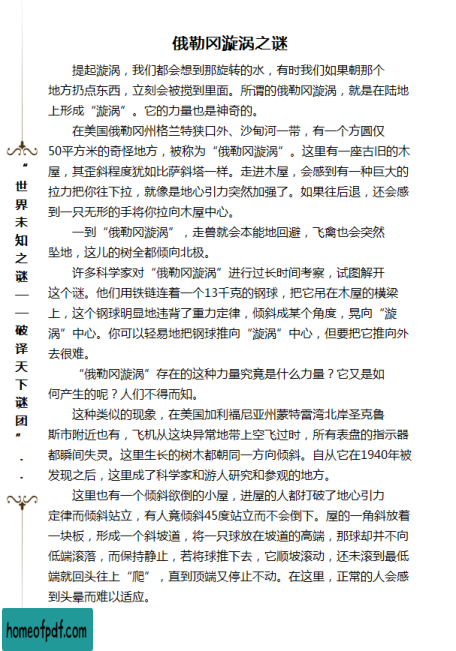 俄勒冈漩涡之谜
提起漩涡，我们都会想到那旋转的水，有时我们如果朝那个
地方扔点东西，立刻会被搅到里面。所谓的俄勒冈漩涡，就是在陆地
上形成“漩涡”。它的力量也是神奇的。
在美国俄勒冈州格兰特狭口外、沙甸河一带，有一个方圆仅
50平方米的奇怪地方，被称为“俄勒冈漩涡”。这里有一座古旧的木
屋，其歪斜程度犹如比萨斜塔一样。走进木屋，会感到有一种巨大的
拉力把你往下拉，就像是地心引力突然加强了。如果往后退，还会感
到一只无形的手将你拉向木屋中心。
一到“俄勒冈漩涡”，走兽就会本能地回避，飞禽也会突然
坠地，这儿的树全都倾向北极。
许多科学家对“俄勒冈漩涡”进行过长时间考察，试图解开
这个谜。他们用铁链连着一个13千克的钢球，把它吊在木屋的横梁
上，这个钢球明显地违背了重力定律，倾斜成某个角度，晃向“漩
涡”中心。你可以轻易地把钢球推向“漩涡”中心，但要把它推向外
去很难。
“俄勒冈漩涡”存在的这种力量究竟是什么力量？它又是如
何产生的呢？人们不得而知。
这种类似的现象，在美国加利福尼亚州蒙特雷湾北岸圣克鲁
斯市附近也有，飞机从这块异常地带上空飞过时，所有表盘的指示器
都瞬间失灵。这里生长的树木都朝同一方向倾斜。自从它在1940年被
发现之后，这里成了科学家和游人研究和参观的地方。
这里也有一个倾斜欲倒的小屋，进屋的人都打破了地心引力
定律而倾斜站立，有人竟倾斜45度站立而不会倒下。屋的一角斜放着
一块板，形成一个斜坡道，将一只球放在坡道的高端，那球却并不向
低端滚落，而保持静止，若将球推下去，它顺坡滚动，还未滚到最低
端就回头往上“爬”，直到顶端又停止不动。在这里，正常的人会感
到头晕而难以适应。
“世界未知之谜——破译天下谜团”..
homeofpdf.com